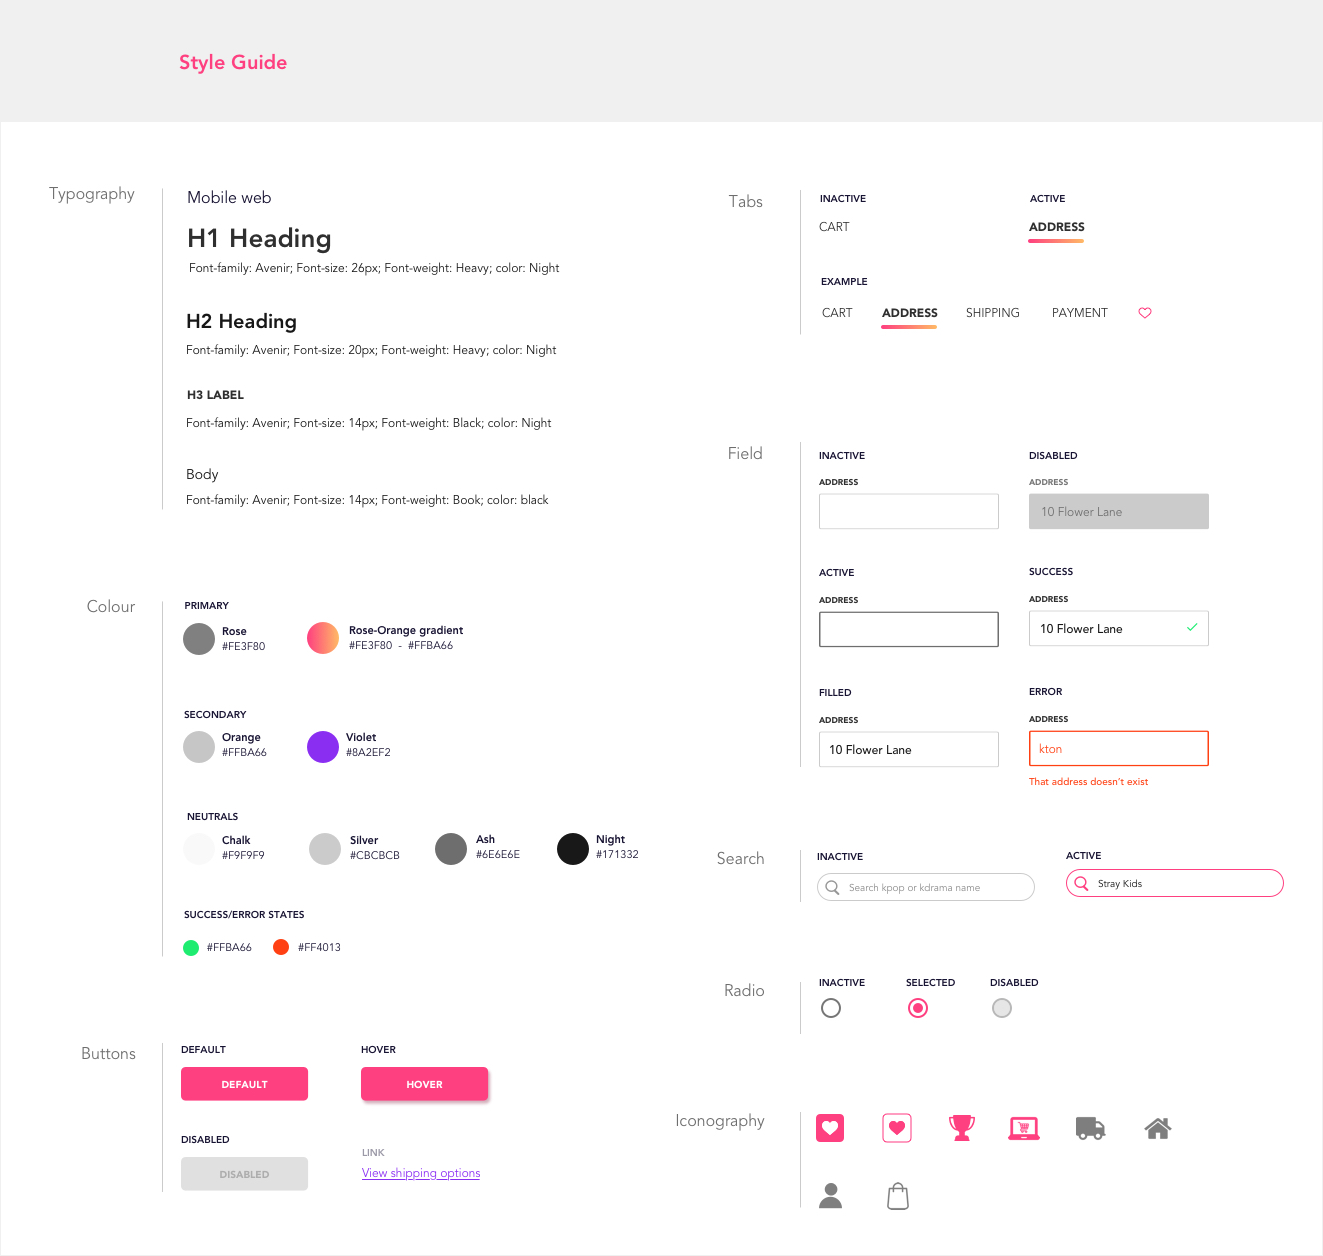 Style Guide
Typography
Mobile web
H1 Heading
Font-family: Avenir; Font-size: 26px; Font-weight: Heavy; color: Night
H2 Heading
Font-family: Avenir; Font-size: 20px; Font-weight: Heavy; color: Night
H3 LABEL
Font-family: Avenir; Font-size: 14px; Font-weight: Black; color: Night
Body
Font-family: Avenir; Font-size: 14px; Font-weight: Book; color: black
Colour
PRIMARY
Rose
#FE3F80
Rose-Orange gradient
#FE3F80 - #FFBA66
SECONDARY
Orange
#FFBA66
Violet
#8A2EF2
NEUTRALS
Chalk
#F9F9F9
Silver
#CBCBCB
Ash
#6E6E6E
Night
#171332
SUCCESS/ERROR STATES
#FFBA66
#FF4013
Buttons
DEFAULT
DEFAULT
HOVER
HOVER
DISABLED
DISABLED
LINK
View shipping options
Tabs
INACTIVE
CART
ACTIVE
ADDRESS
EXAMPLE
CART ADDRESS SHIPPING PAYMENT
Field
INACTIVE
ADDRESS
DISABLED
ADDRESS
10 Flower Lane
ACTIVE
ADDRESS
SUCCESS
ADDRESS
10 Flower Lane
FILLED
ADDRESS
10 Flower Lane
ERROR
ADDRESS
kton
That address doesn't exist
Search
INACTIVE
Search kpop or kdrama name
ACTIVE
Stray Kids
Radio
INACTIVE
SELECTED
DISABLED
Iconography